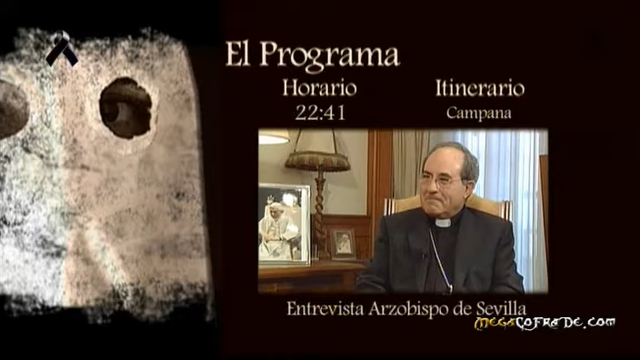 El Programa
Horario
Itinerario
22:41
Campana
Entrevista Arzobispo de Sevilla
MEGACOFRADE.COM